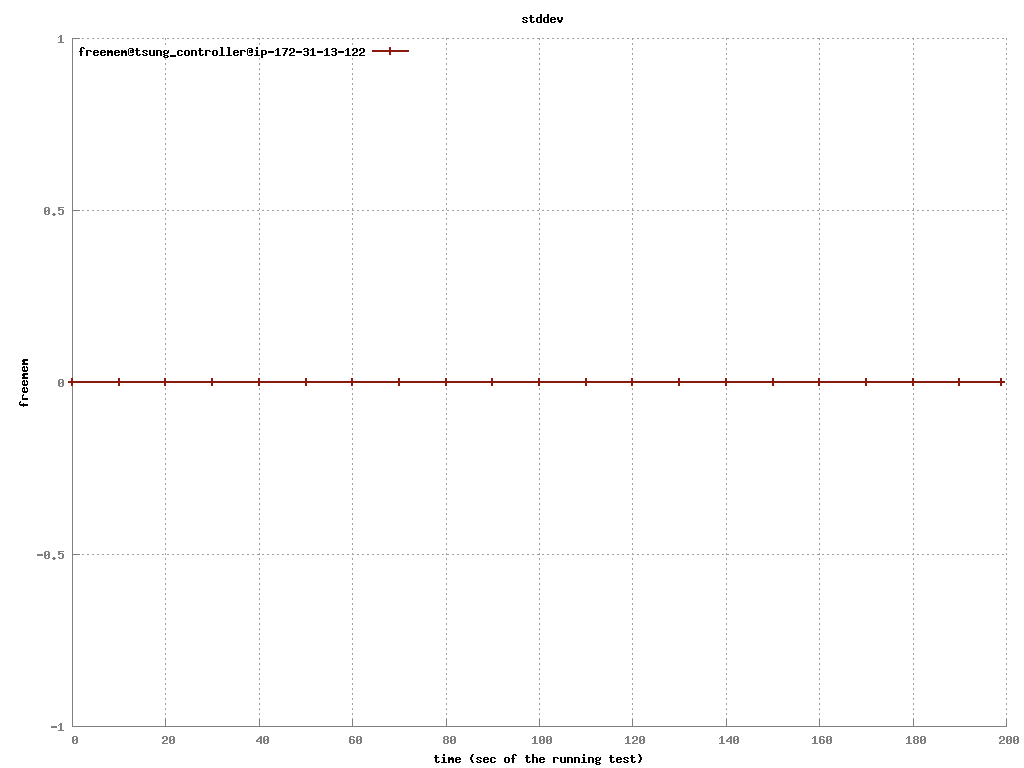 stddev
freemem@tsung_controller@ip-172-31-13-122
1
0.5
0
-0.5
-1
freemem
0 20 40 60 80 100 120 140 160 180 200
time (sec of the running test)